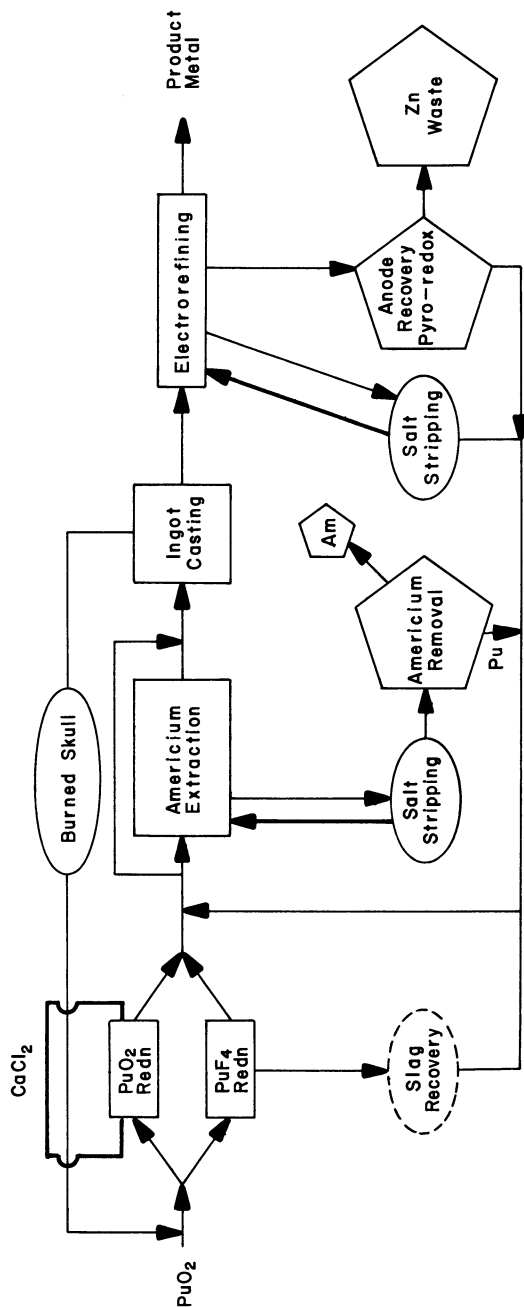 PuO2
CaCl2
PuO2
Redn
PuF4
Redn
Slag
Recovery
Burned Skull
Americium
Extraction
Salt
Stripping
Americium
Removal
Am
Pu
Ingot
Casting
Electrorefining
Salt
Stripping
Anode
Recovery
Pyro-redox
Zn
Waste
Product
Metal